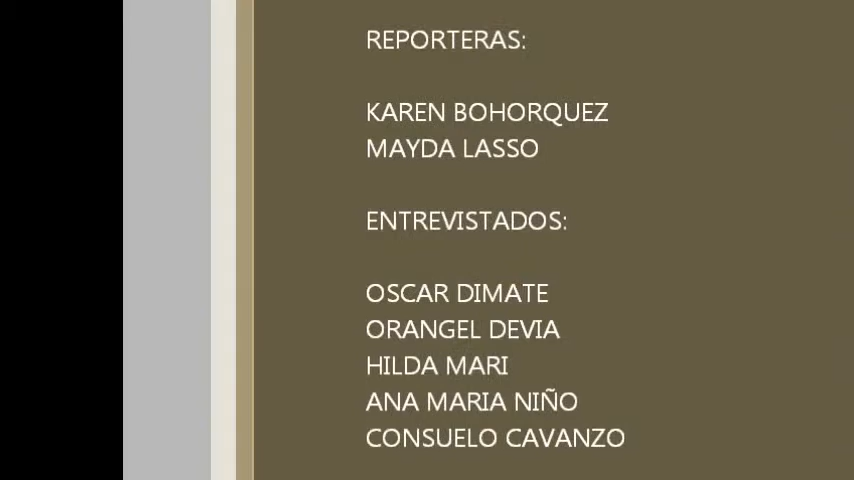 REPORTERAS:
KAREN BOHORQUEZ
MAYDA LASSO
ENTREVISTADOS:
OSCAR DIMATE
ORANGEL DEVIA
HILDA MARI
ANA MARIA NIÑO
CONSUELO CAVANZO